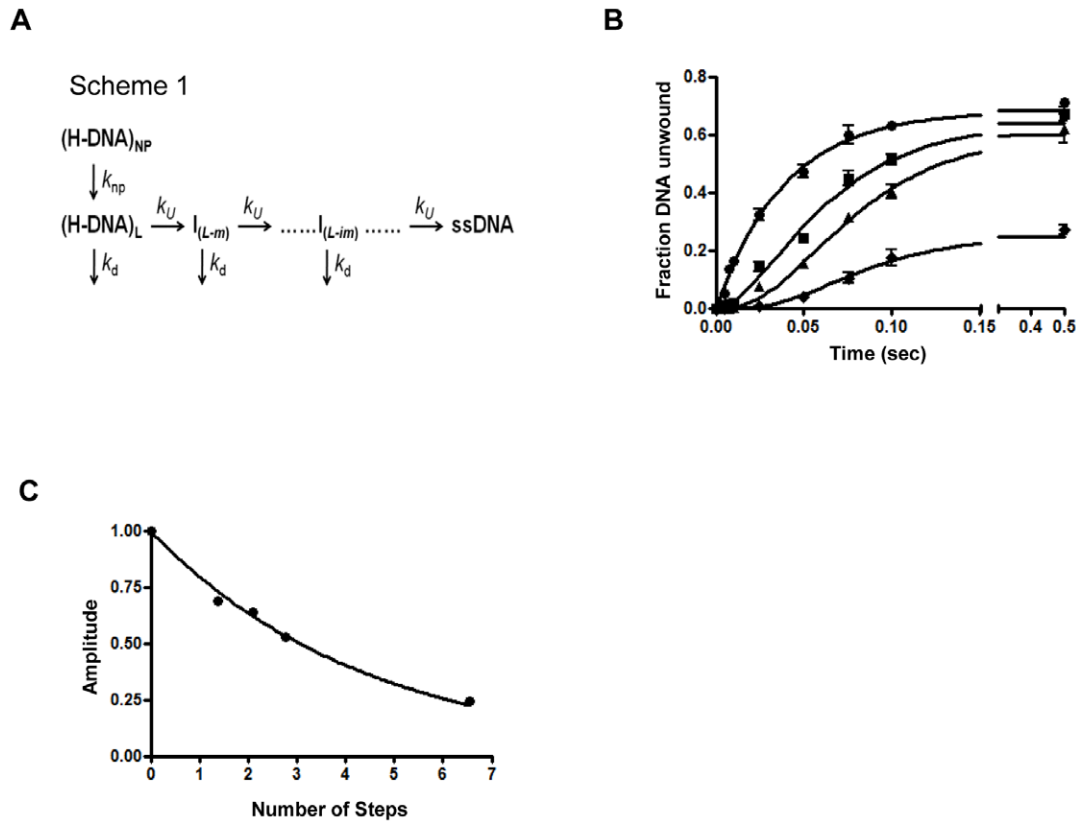 A
Scheme 1
(H-DNA)NP
knp
(H-DNA)L kU I(L-m) kU ......I(L-im) ...... kU ssDNA
kd kd kd
B
Fraction DNA unwound
0.8
0.6
0.4
0.2
0.0
0.00 0.05 0.10 0.15 0.4 0.5
Time (sec)
C
Amplitude
1.00
0.75
0.50
0.25
0.00
0 1 2 3 4 5 6 7
Number of Steps